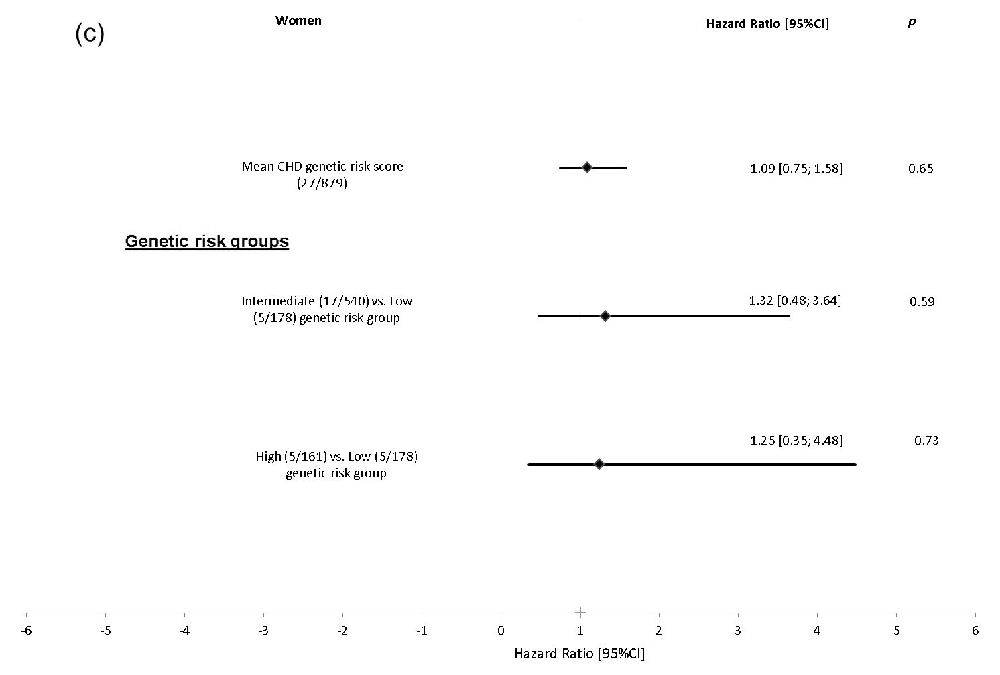 (c)
Women
Hazard Ratio [95%CI]
p
Mean CHD genetic risk score
(27/879)
1.09 [0.75; 1.58]
0.65
Genetic risk groups
Intermediate (17/540) vs. Low
(5/178) genetic risk group
1.32 [0.48; 3.64]
0.59
High (5/161) vs. Low (5/178)
genetic risk group
1.25 [0.35; 4.48]
0.73
-6 -5 -4 -3 -2 -1 0 1 2 3 4 5 6
Hazard Ratio [95%CI]